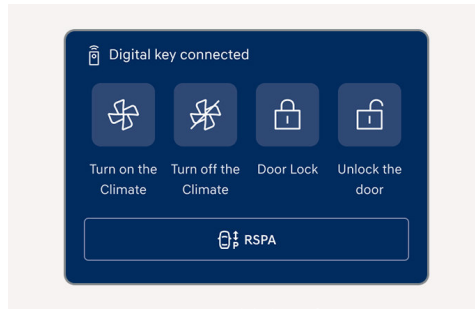 Digital key connected
Turn on the
Climate
Turn off the
Climate
Door Lock
Unlock the
door
P RSPA